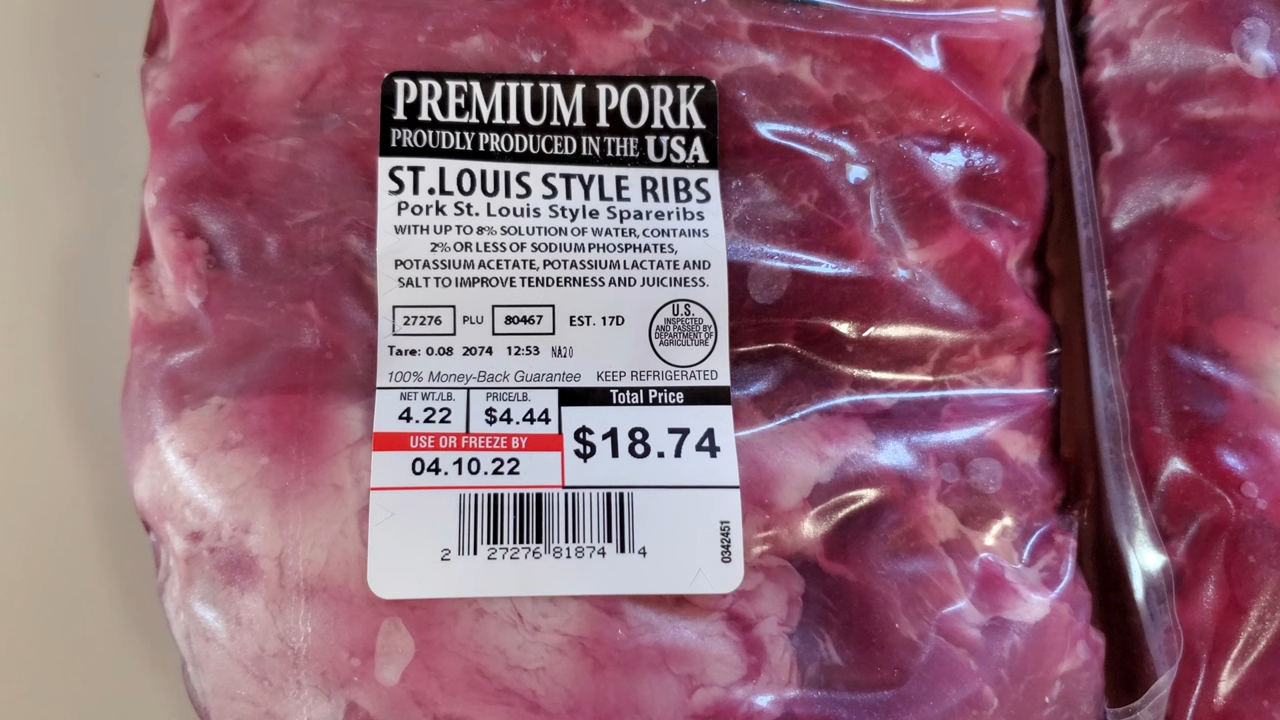 PREMIUM PORK
PROUDLY PRODUCED IN THE USA
ST.LOUIS STYLE RIBS
Pork St. Louis Style Spareribs
WITH UP TO 8% SOLUTION OF WATER, CONTAINS
2% OR LESS OF SODIUM PHOSPHATES,
POTASSIUM ACETATE, POTASSIUM LACTATE AND
SALT TO IMPROVE TENDERNESS AND JUICINESS.
27276 PLU 80467 EST. 17D
U.S.
INSPECTED
AND PASSED BY
DEPARTMENT OF
AGRICULTURE
Tare: 0.08 2074 12:53 NA20
100% Money-Back Guarantee KEEP REFRIGERATED
NET WT./LB. PRICE/LB. Total Price
4.22 $4.44
$18.74
USE OR FREEZE BY
04.10.22
2 27276 81874 4
0342451